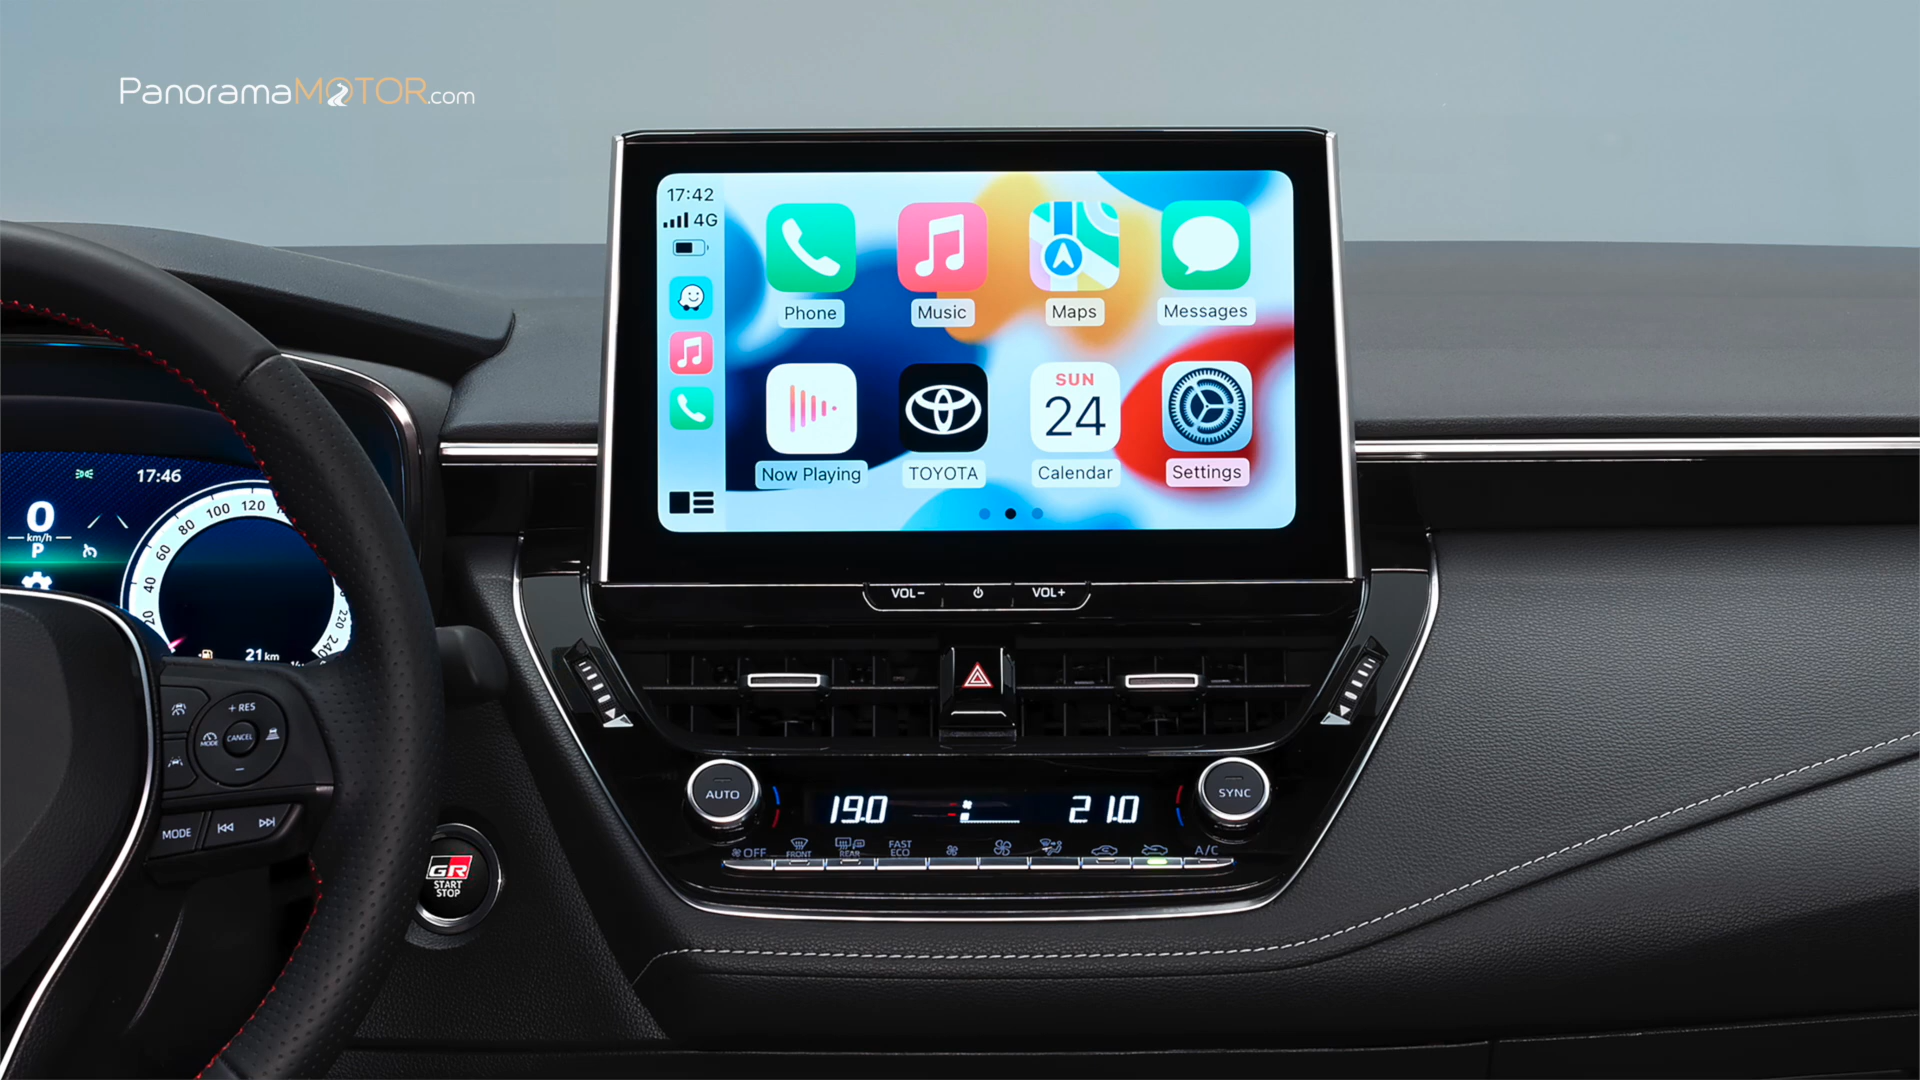 PanoramaMOTOR.com
17:42
4G
Phone
Music
Maps
Messages
SUN
24
Now Playing
TOYOTA
Calendar
Settings
17:46
0
km/h
P
20
40
60
80
100
120
220
240
21 km
VOL-
VOL+
+ RES
MODE
CANCEL
-
MODE
GR
START
STOP
AUTO
19.0
21.0
SYNC
OFF
FRONT
REAR
FAST
ECO
A/C